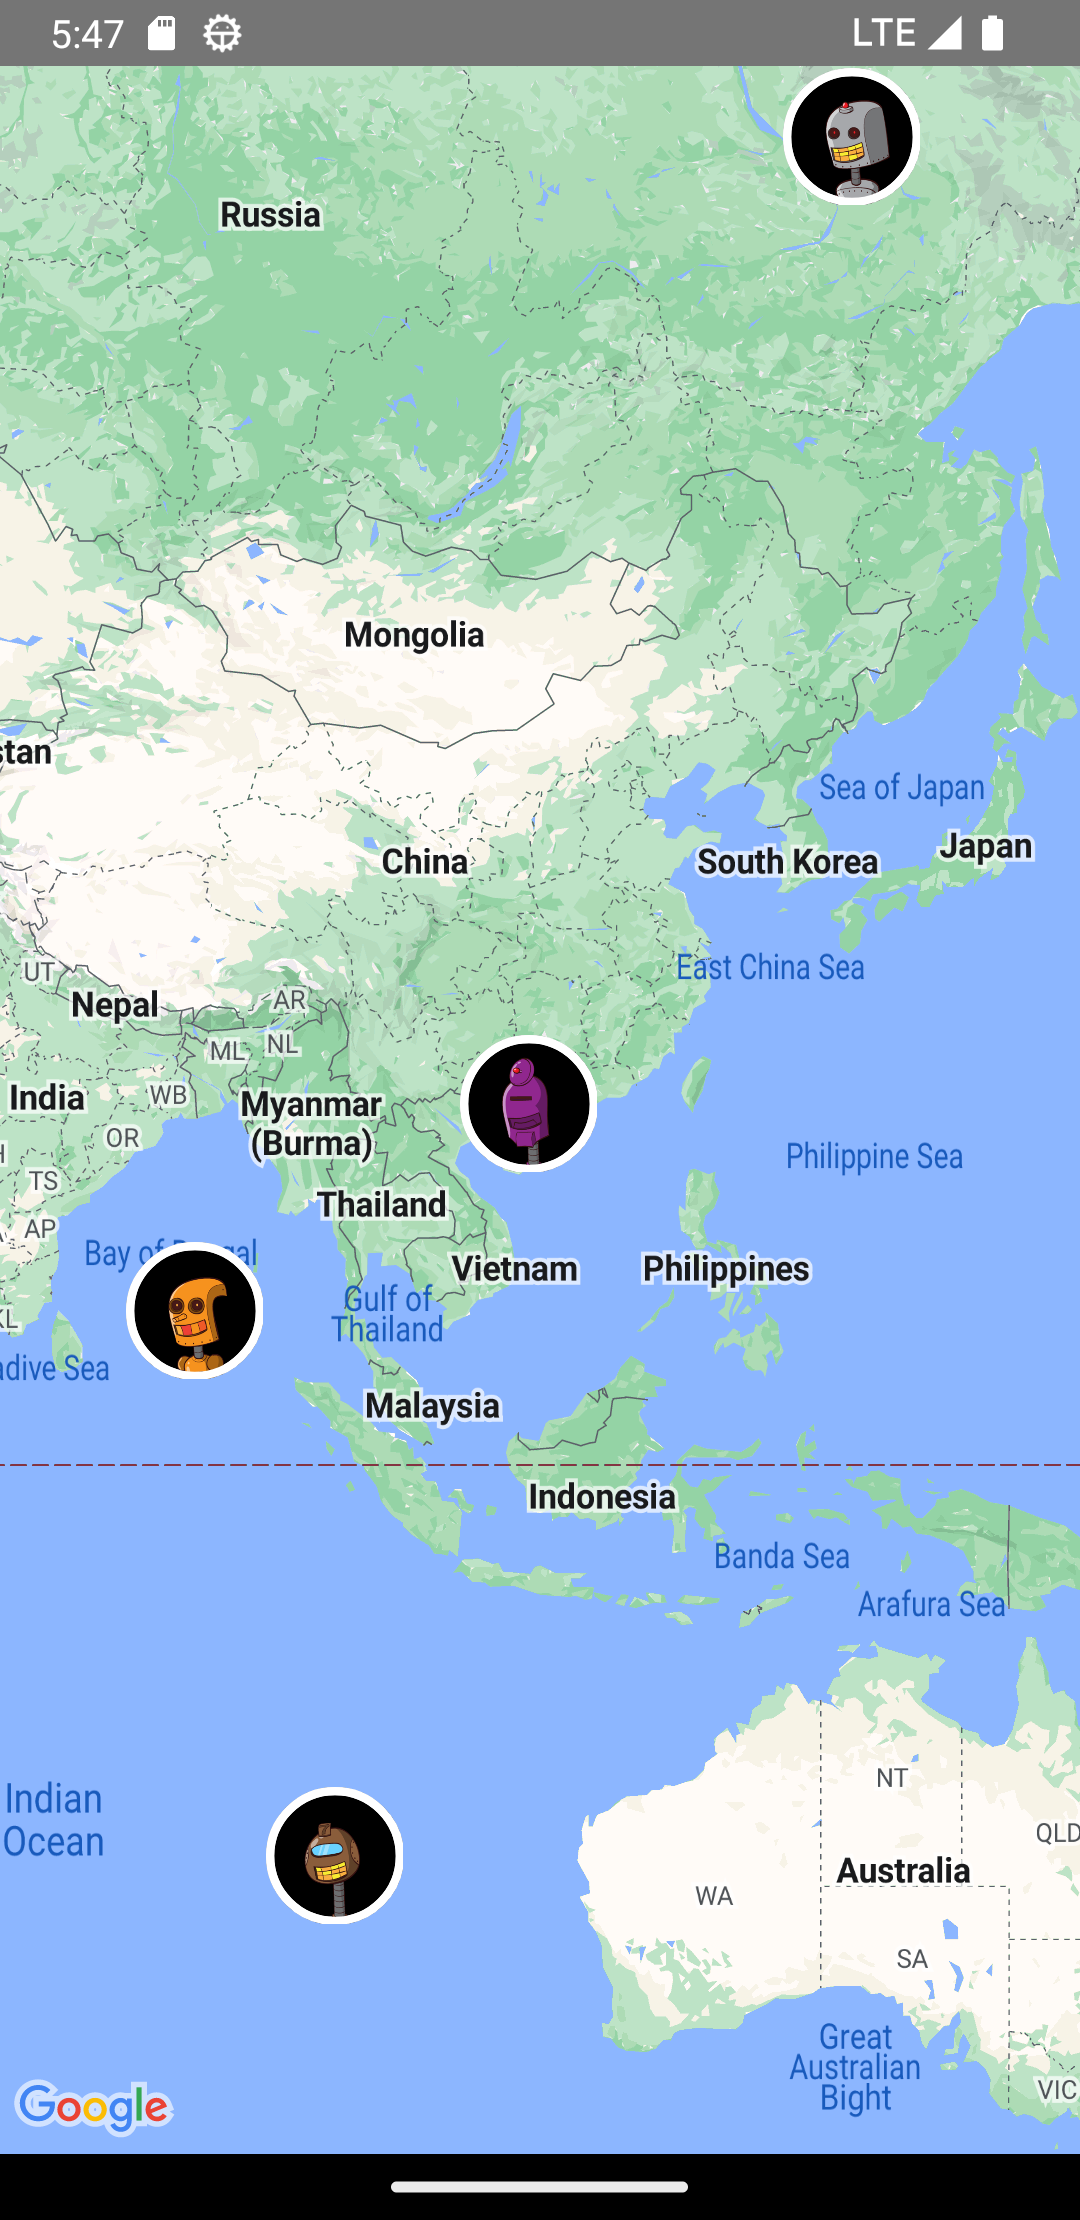 5:47
LTE
Russia
Mongolia
stan
Sea of Japan
Japan
China
South Korea
East China Sea
UT
Nepal
AR
NL
ML
India
WB
Myanmar
(Burma)
OR
Philippine Sea
TS
Thailand
AP
Bay of gal
Vietnam
Philippines
Gulf of
Thailand
KL
adive Sea
Malaysia
Indonesia
Banda Sea
Arafura Sea
NT
Indian
Ocean
QLD
Australia
WA
SA
Great
Australian
Bight
VIC
Google